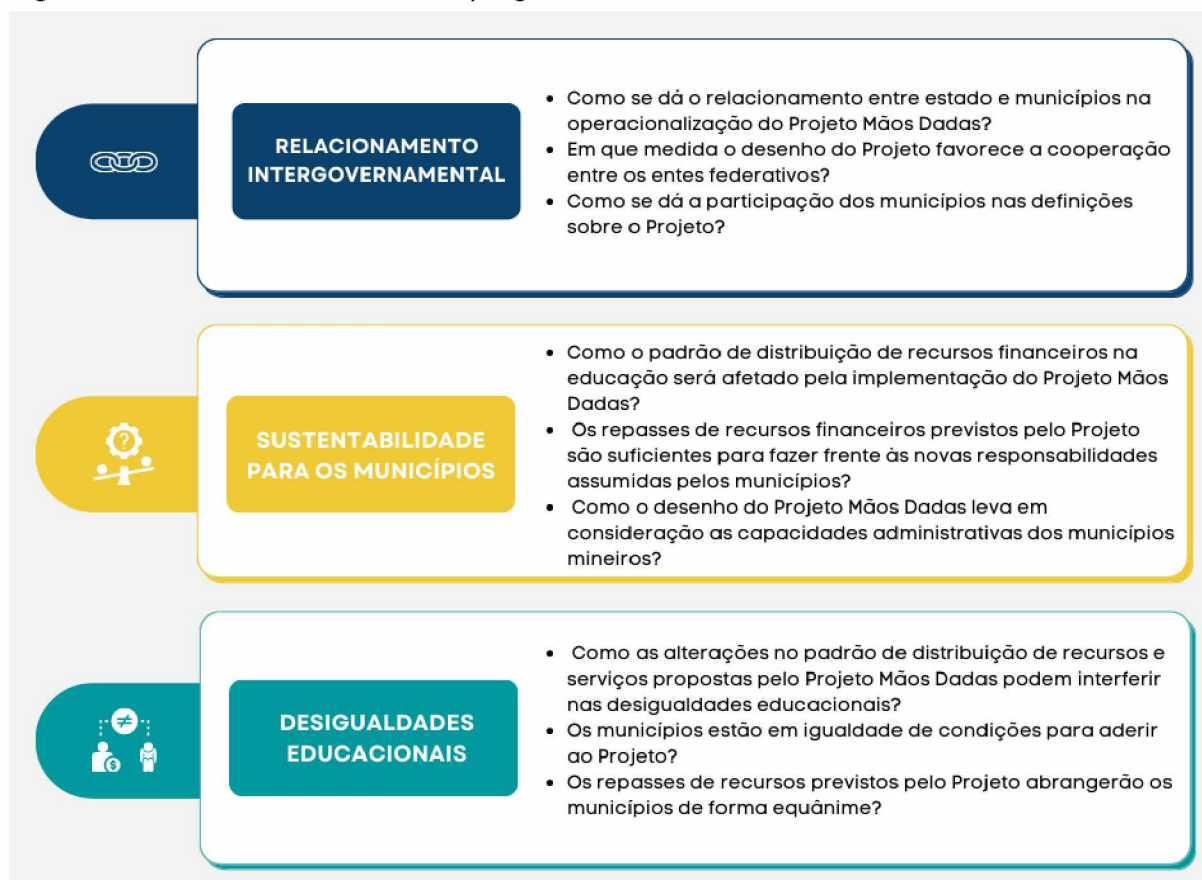 RELACIONAMENTO
INTERGOVERNAMENTAL
• Como se dá o relacionamento entre estado e municípios na
operacionalização do Projeto Mãos Dadas?
• Em que medida o desenho do Projeto favorece a cooperação
entre os entes federativos?
• Como se dá a participação dos municípios nas definições
sobre o Projeto?
SUSTENTABILIDADE
PARA OS MUNICÍPIOS
• Como o padrão de distribuição de recursos financeiros na
educação será afetado pela implementação do Projeto Mãos
Dadas?
• Os repasses de recursos financeiros previstos pelo Projeto
são suficientes para fazer frente às novas responsabilidades
assumidas pelos municípios?
• Como o desenho do Projeto Mãos Dadas leva em
consideração as capacidades administrativas dos municípios
mineiros?
DESIGUALDADES
EDUCACIONAIS
• Como as alterações no padrão de distribuição de recursos e
serviços propostas pelo Projeto Mãos Dadas podem interferir
nas desigualdades educacionais?
• Os municípios estão em igualdade de condições para aderir
ao Projeto?
• Os repasses de recursos previstos pelo Projeto abrangerão os
municípios de forma equânime?